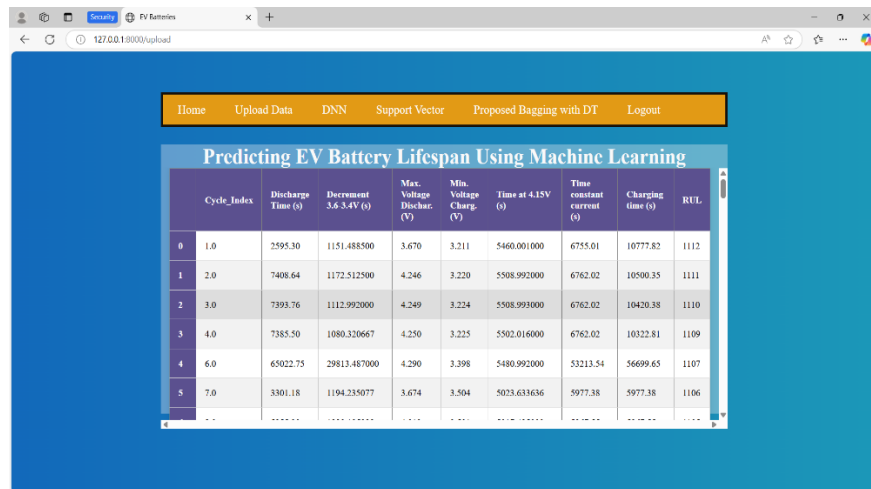 Security EV Batteries
127.0.0.1:8000/upload
Home Upload Data DNN Support Vector Proposed Bagging with DT Logout
Predicting EV Battery Lifespan Using Machine Learning
Cycle_Index Discharge Time (s) Decrement 3.6-3.4V (s) Max. Voltage Dischar. (V) Min. Voltage Charg. (V) Time at 4.15V (s) Time constant current (s) Charging time (s) RUL
0 1.0 2595.30 1151.488500 3.670 3.211 5460.001000 6755.01 10777.82 1112
1 2.0 7408.64 1172.512500 4.246 3.220 5508.992000 6762.02 10500.35 1111
2 3.0 7393.76 1112.992000 4.249 3.224 5508.993000 6762.02 10420.38 1110
3 4.0 7385.50 1080.320667 4.250 3.225 5502.016000 6762.02 10322.81 1109
4 6.0 65022.75 29813.487000 4.290 3.398 5480.992000 53213.54 56699.65 1107
5 7.0 3301.18 1194.235077 3.674 3.504 5023.633636 5977.38 5977.38 1106